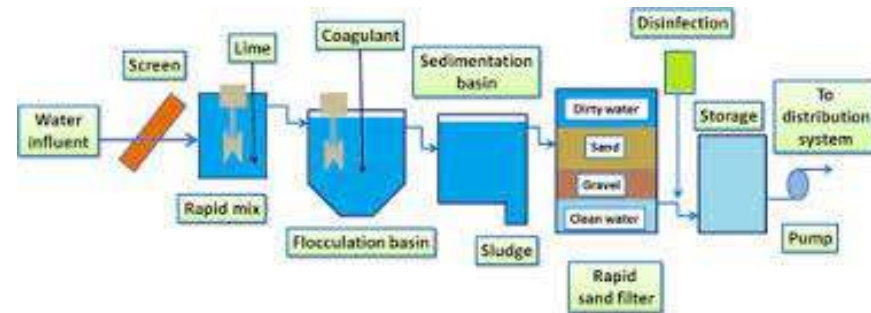 Water
influent
Screen
Lime
Rapid mix
Coagulant
Flocculation basin
Sedimentation
basin
Sludge
Dirty water
Sand
Gravel
Clean water
Rapid
sand filter
Disinfection
Storage
To
distribution
system
Pump